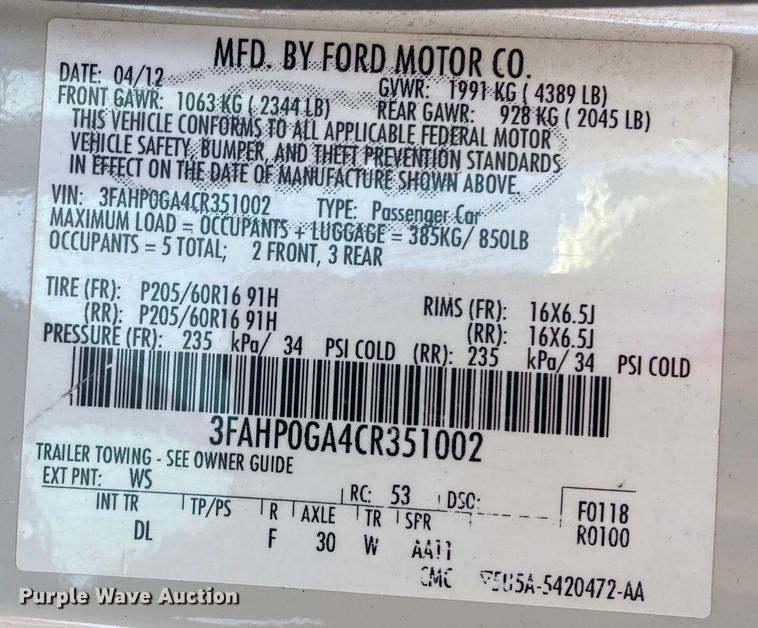 MFD. BY FORD MOTOR CO.
DATE: 04/12 GVWR: 1991 KG ( 4389 LB)
FRONT GAWR: 1063 KG ( 2344 LB) REAR GAWR: 928 KG ( 2045 LB)
THIS VEHICLE CONFORMS TO ALL APPLICABLE FEDERAL MOTOR
VEHICLE SAFETY, BUMPER, AND THEFT PREVENTION STANDARDS
IN EFFECT ON THE DATE OF MANUFACTURE SHOWN ABOVE.
VIN: 3FAHP0GA4CR351002 TYPE: Passenger Car
MAXIMUM LOAD = OCCUPANTS + LUGGAGE = 385KG/ 850LB
OCCUPANTS = 5 TOTAL; 2 FRONT, 3 REAR
TIRE (FR): P205/60R16 91H RIMS (FR): 16X6.5J
(RR): P205/60R16 91H (RR): 16X6.5J
PRESSURE (FR): 235 kPa/ 34 PSI COLD (RR): 235 kPa/ 34 PSI COLD
3FAHP0GA4CR351002
TRAILER TOWING - SEE OWNER GUIDE
EXT PNT: WS RC: 53 DSO: F0118
INT TR TP/PS R AXLE TR SPR R0100
DL F 30 W AA11
CMC 5U5A-5420472-AA
Purple Wave Auction